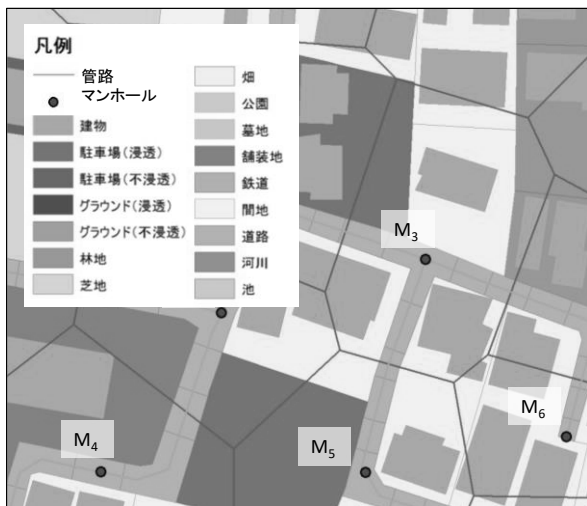 凡例
管路
マンホール
建物
駐車場(浸透)
駐車場(不浸透)
グラウンド(浸透)
グラウンド(不浸透)
林地
芝地
畑
公園
墓地
舗装地
鉄道
間地
道路
河川
池
M3
M4
M5
M6